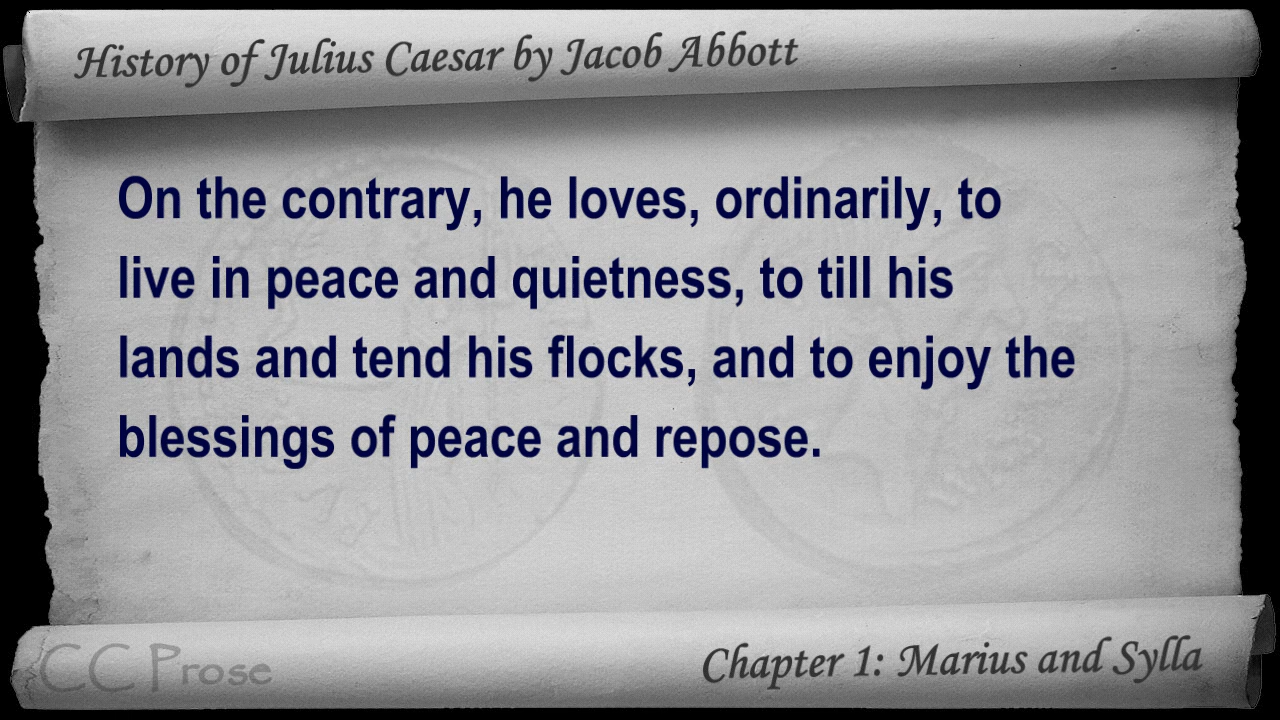 History of Julius Caesar by Jacob Abbott
On the contrary, he loves, ordinarily, to
live in peace and quietness, to till his
lands and tend his flocks, and to enjoy the
blessings of peace and repose.
CC Prose
Chapter 1: Marius and Sylla